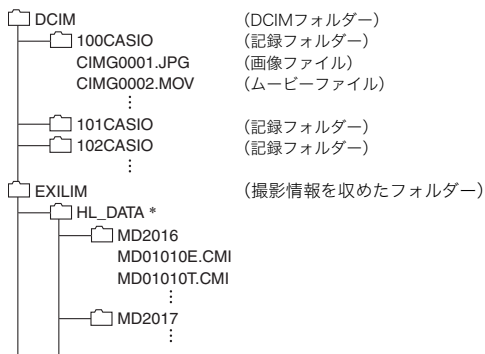 DCIM （DCIMフォルダー）
100CASIO （記録フォルダー）
CIMG0001.JPG （画像ファイル）
CIMG0002.MOV （ムービーファイル）
⋮
101CASIO （記録フォルダー）
102CASIO （記録フォルダー）
⋮
EXILIM （撮影情報を収めたフォルダー）
HL_DATA *
MD2016
MD01010E.CMI
MD01010T.CMI
⋮
MD2017
⋮